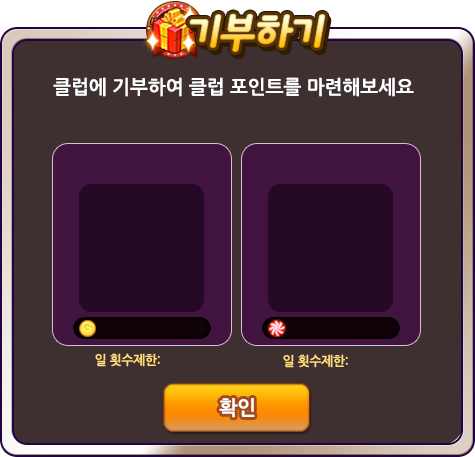 기부하기
클럽에 기부하여 클럽 포인트를 마련해보세요
일 횟수제한:
일 횟수제한:
확인